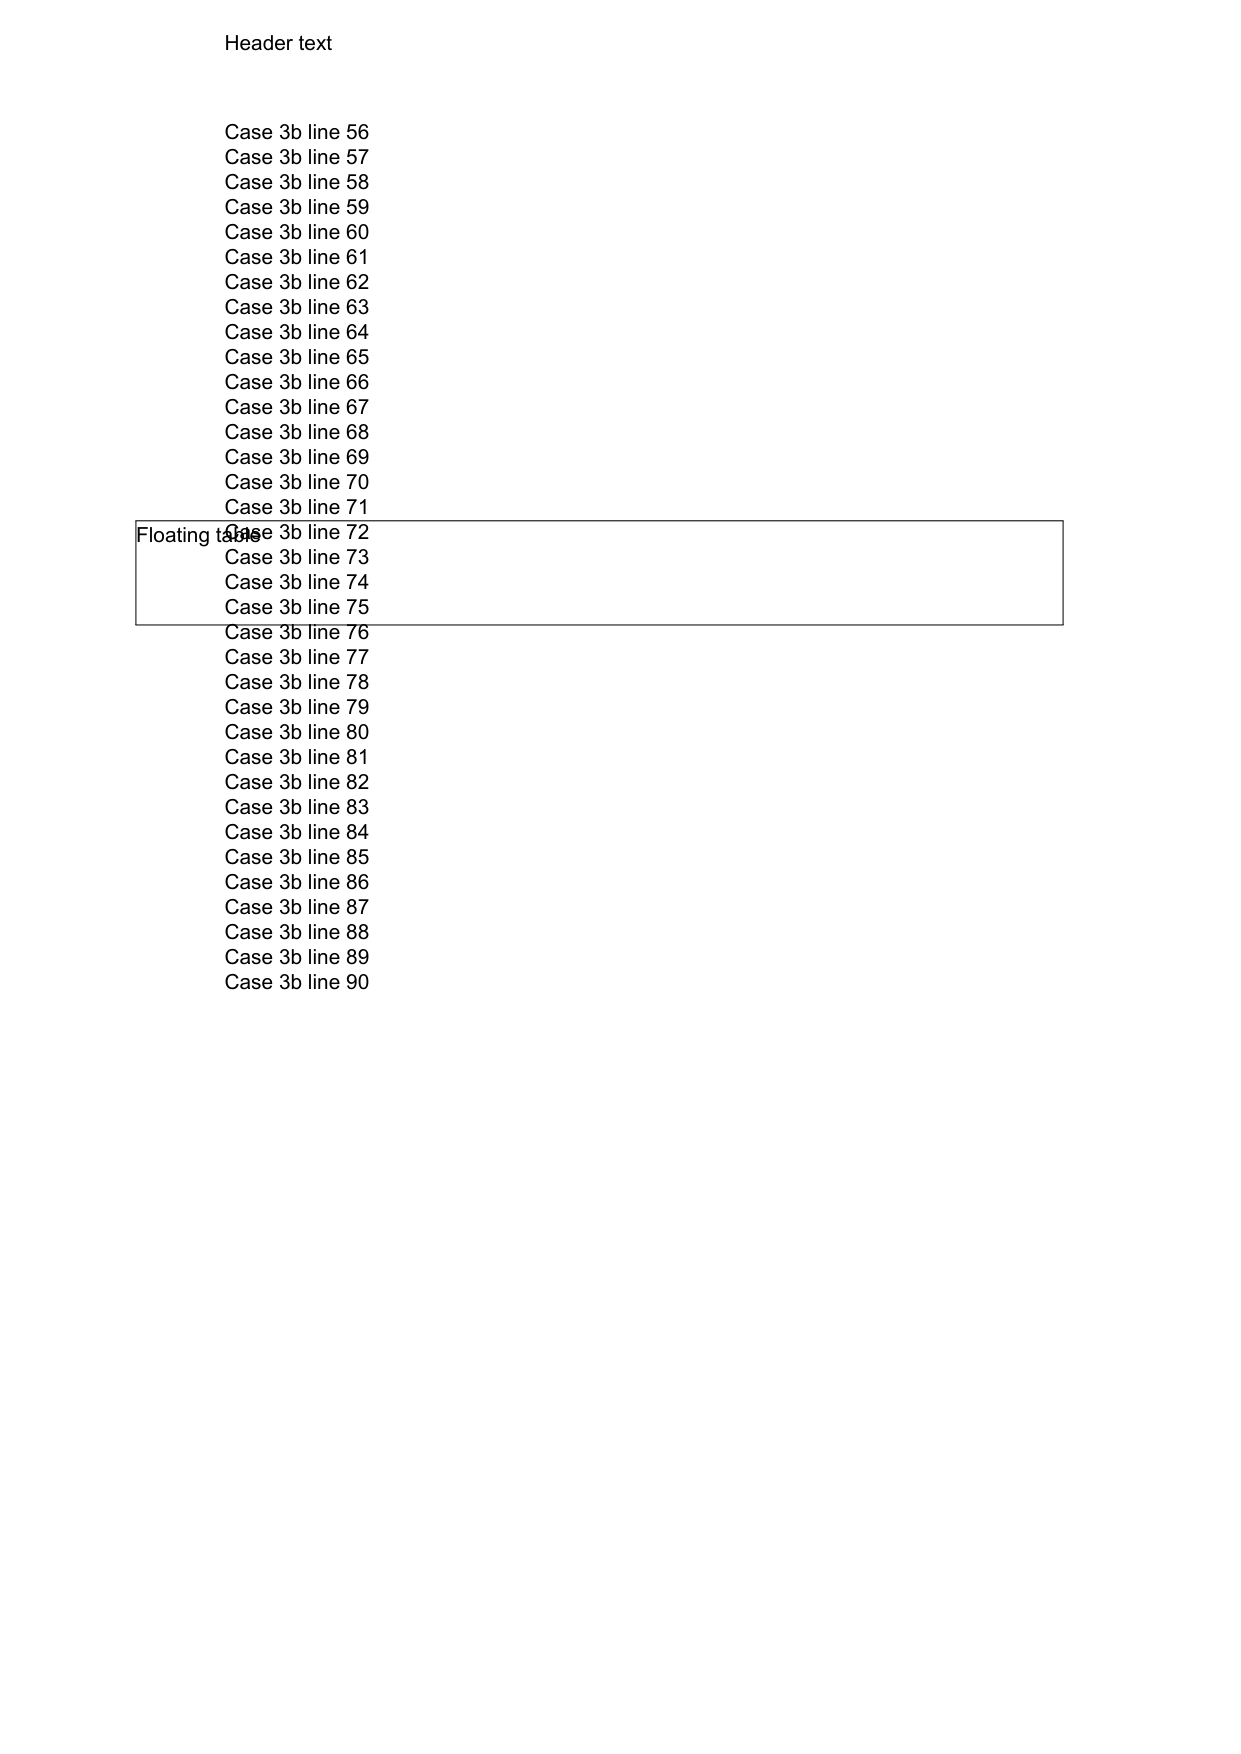 Header text
Case 3b line 56
Case 3b line 57
Case 3b line 58
Case 3b line 59
Case 3b line 60
Case 3b line 61
Case 3b line 62
Case 3b line 63
Case 3b line 64
Case 3b line 65
Case 3b line 66
Case 3b line 67
Case 3b line 68
Case 3b line 69
Case 3b line 70
Case 3b line 71
Floating table
Case 3b line 72
Case 3b line 73
Case 3b line 74
Case 3b line 75
Case 3b line 76
Case 3b line 77
Case 3b line 78
Case 3b line 79
Case 3b line 80
Case 3b line 81
Case 3b line 82
Case 3b line 83
Case 3b line 84
Case 3b line 85
Case 3b line 86
Case 3b line 87
Case 3b line 88
Case 3b line 89
Case 3b line 90